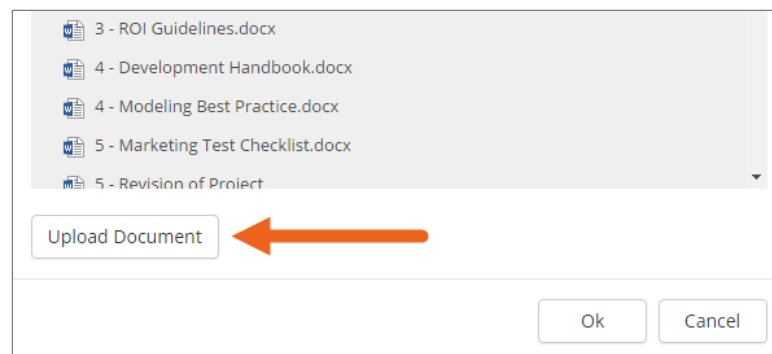 3 - ROI Guidelines.docx
4 - Development Handbook.docx
4 - Modeling Best Practice.docx
5 - Marketing Test Checklist.docx
5 - Revision of Project
Upload Document
Ok Cancel